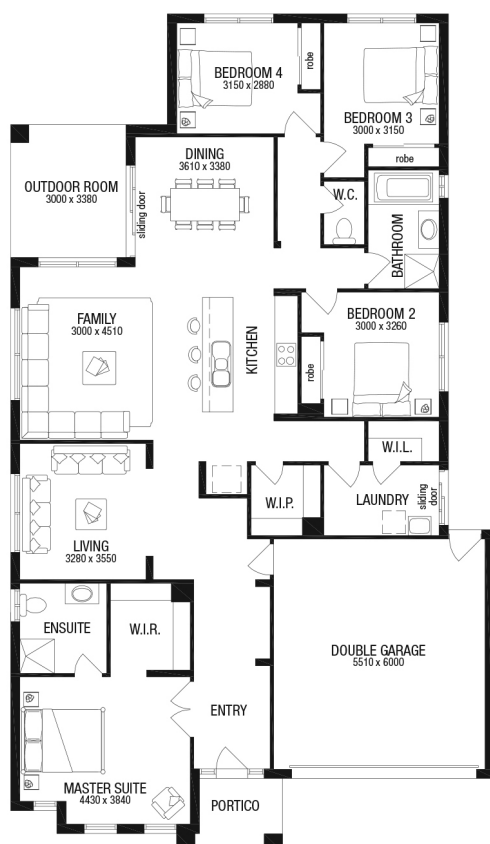 BEDROOM 4
3150 x 2880
robe
BEDROOM 3
3000 x 3150
robe
DINING
3610 x 3380
OUTDOOR ROOM
3000 x 3380
sliding door
W.C.
BATHROOM
FAMILY
3000 x 4510
KITCHEN
BEDROOM 2
3000 x 3260
robe
W.I.L.
W.I.P.
LAUNDRY
sliding
door
LIVING
3280 x 3550
ENSUITE
W.I.R.
DOUBLE GARAGE
5510 x 6000
ENTRY
MASTER SUITE
4430 x 3840
PORTICO